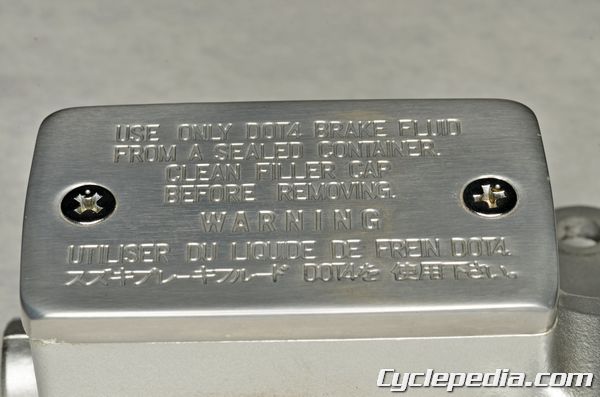 USE ONLY DOT4 BRAKE FLUID
FROM A SEALED CONTAINER.
CLEAN FILLER CAP
BEFORE REMOVING.
WARNING
UTILISER DU LIQUIDE DE FREIN DOT4.
スズキブレーキフルード DOT4を 使用下さい。
Cyclepedia.com©